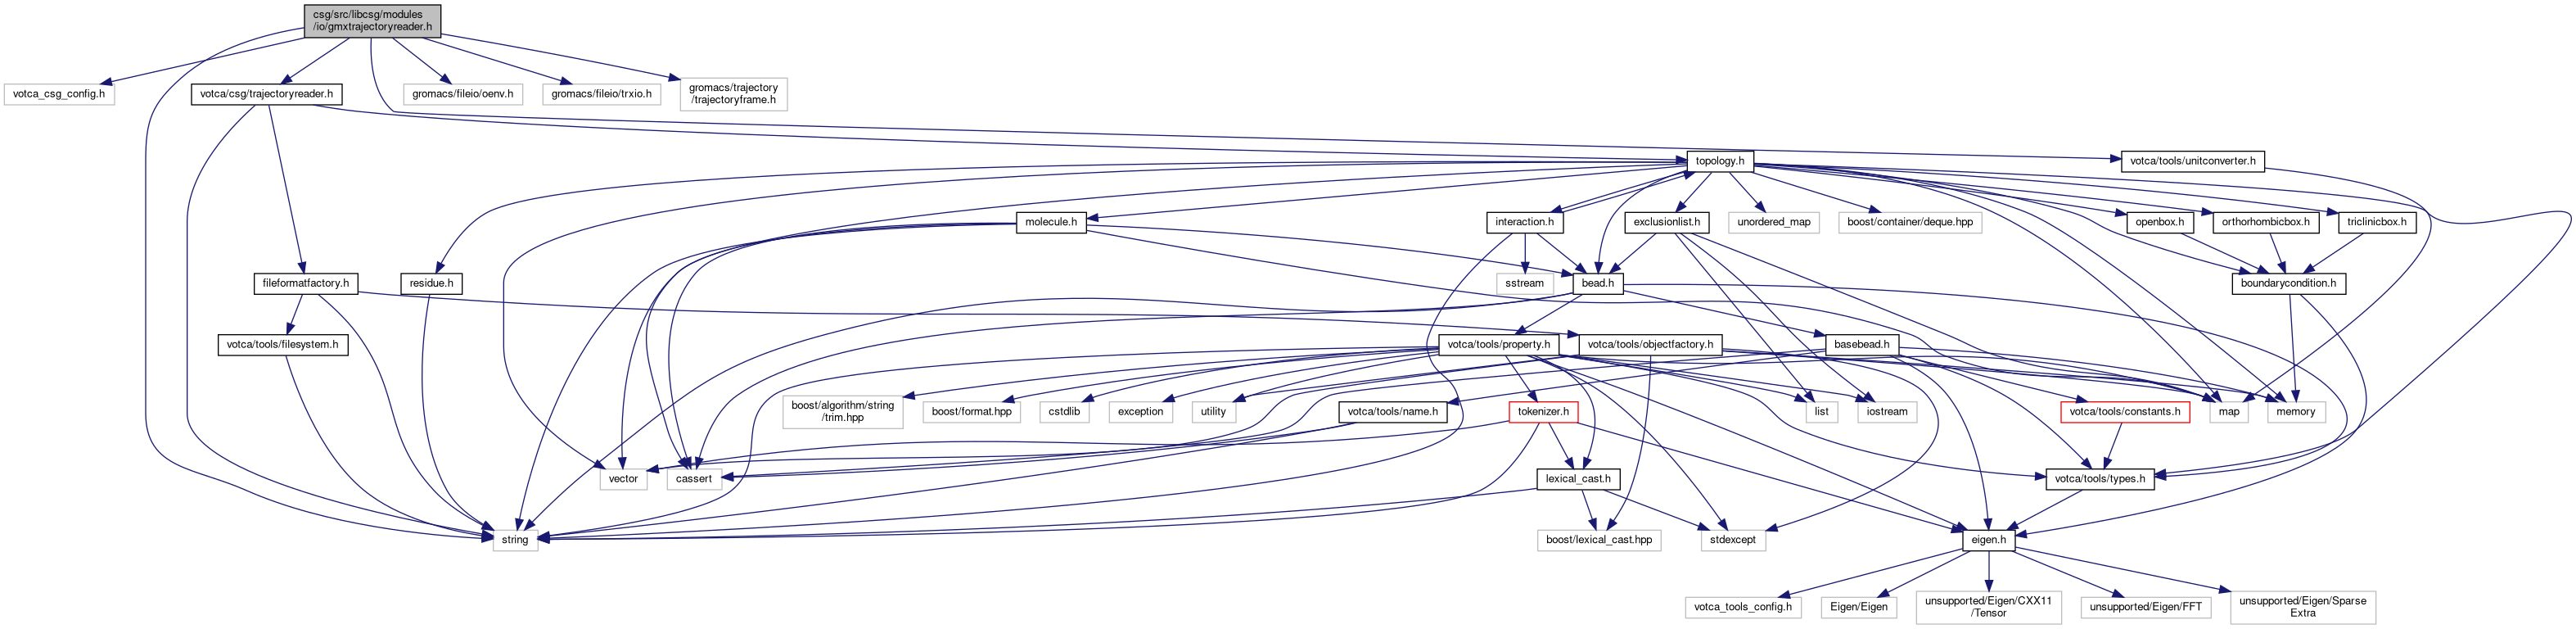 csg/src/libcsg/modules
/io/gmxtrajectoryreader.h
votca_csg_config.h
votca/csg/trajectoryreader.h
gromacs/fileio/oenv.h
gromacs/fileio/trxio.h
gromacs/trajectory
/trajectoryframe.h
topology.h
votca/tools/unitconverter.h
molecule.h
interaction.h
exclusionlist.h
unordered_map
boost/container/deque.hpp
openbox.h
orthorhombicbox.h
triclinicbox.h
fileformatfactory.h
residue.h
sstream
bead.h
boundarycondition.h
votca/tools/filesystem.h
votca/tools/property.h
votca/tools/objectfactory.h
basebead.h
boost/algorithm/string
/trim.hpp
boost/format.hpp
cstdlib
exception
utility
votca/tools/name.h
tokenizer.h
list
iostream
votca/tools/constants.h
map
memory
vector
cassert
lexical_cast.h
votca/tools/types.h
string
boost/lexical_cast.hpp
stdexcept
eigen.h
votca_tools_config.h
Eigen/Eigen
unsupported/Eigen/CXX11
/Tensor
unsupported/Eigen/FFT
unsupported/Eigen/Sparse
Extra